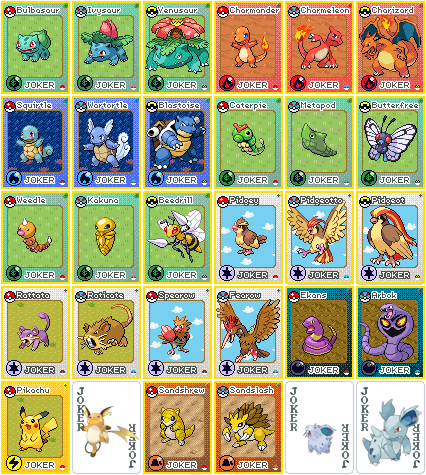 Bulbasaur Ivysaur Venusaur Charmander Charmeleon Charizard
JOKER JOKER JOKER JOKER JOKER JOKER
Squirtle Wartortle Blastoise Caterpie Metapod Butterfree
JOKER JOKER JOKER JOKER JOKER JOKER
Weedle Kakuna Beedrill Pidgey Pidgeotto Pidgeot
JOKER JOKER JOKER JOKER JOKER JOKER
Rattata Raticate Spearow Fearow Ekans Arbok
JOKER JOKER JOKER JOKER JOKER JOKER
Pikachu JOKER Sandshrew Sandslash JOKER JOKER
JOKER JOKER JOKER JOKER JOKER JOKER